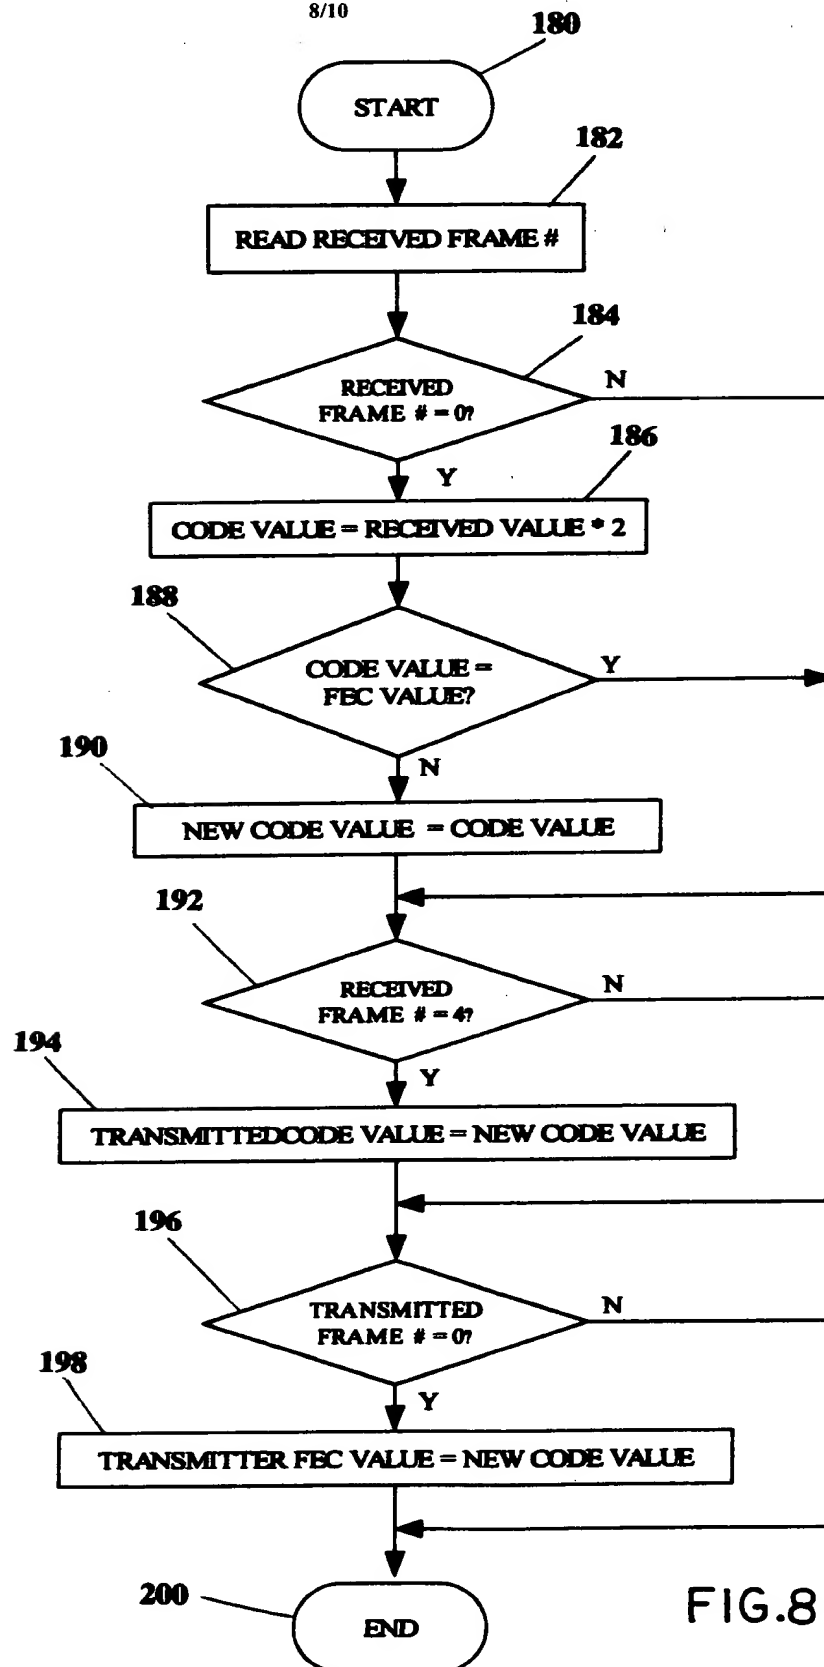 8/10
180
START
182
READ RECEIVED FRAME #
184
RECEIVED
FRAME # = 0?
N
Y
186
CODE VALUE = RECEIVED VALUE * 2
188
CODE VALUE =
FEC VALUE?
Y
N
190
NEW CODE VALUE = CODE VALUE
192
RECEIVED
FRAME # = 4?
N
Y
194
TRANSMITTEDCODE VALUE = NEW CODE VALUE
196
TRANSMITTED
FRAME # = 0?
N
Y
198
TRANSMITTER FEC VALUE = NEW CODE VALUE
200
END
FIG.8